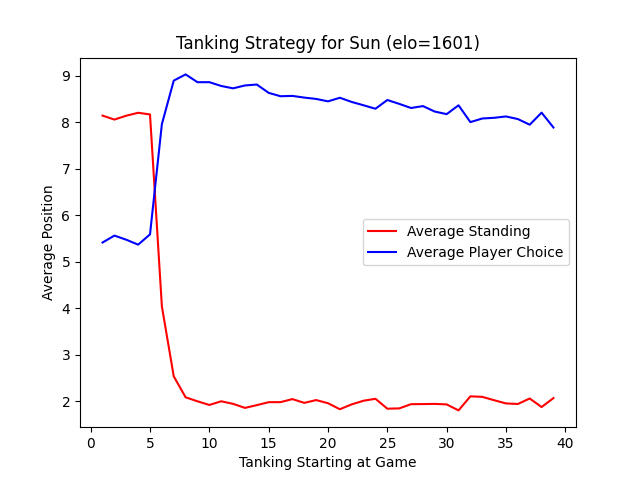 Tanking Strategy for Sun (elo=1601)
9
8
7
6
5
4
3
2
Average Position
Average Standing
Average Player Choice
0 5 10 15 20 25 30 35 40
Tanking Starting at Game